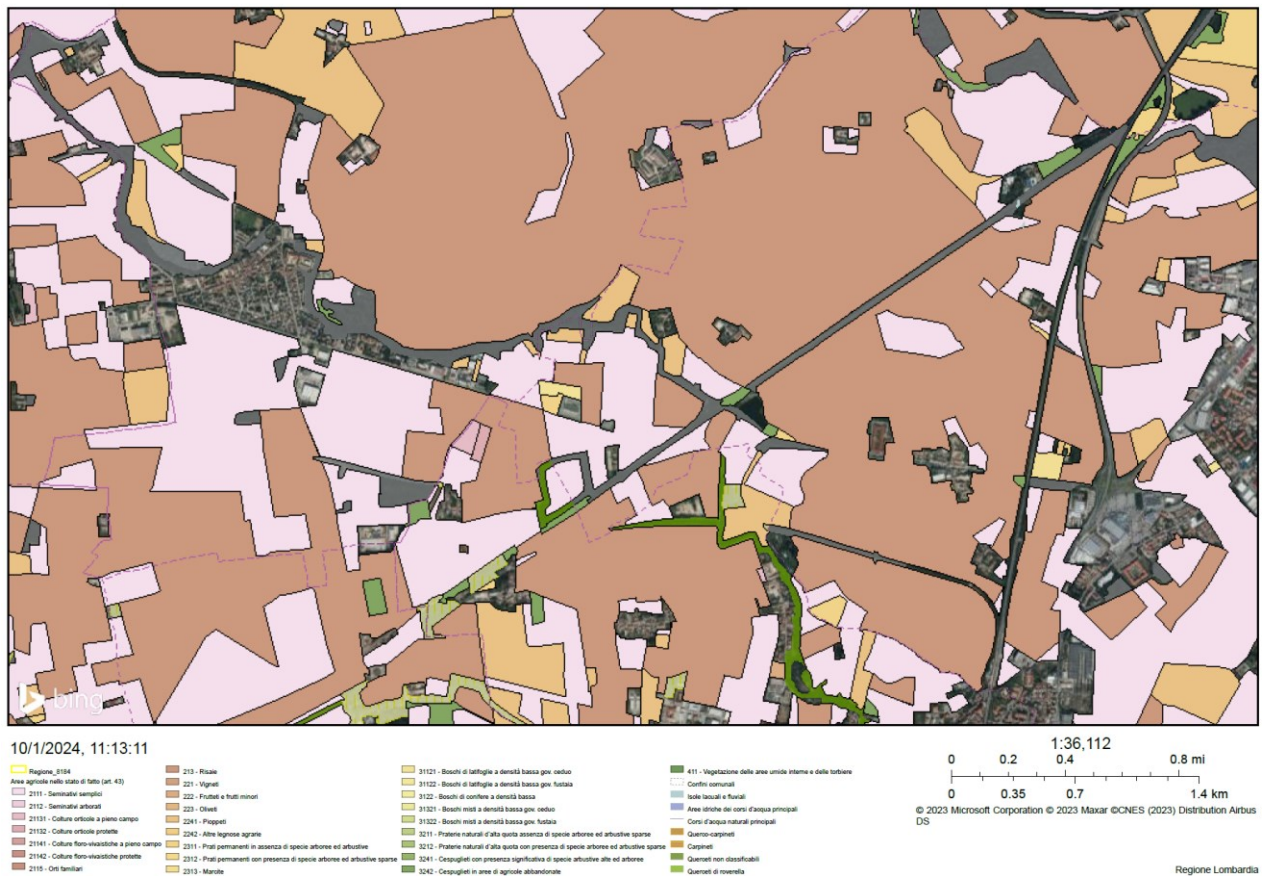 bing
10/1/2024, 11:13:11
1:36,112
0 0.2 0.4 0.8 mi
0 0.35 0.7 1.4 km
© 2023 Microsoft Corporation © 2023 Maxar ©CNES (2023) Distribution Airbus
DS
Regione Lombardia
Regione_8184
Aree agricole nello stato di fatto (art. 43)
2111 - Seminativi semplici
2112 - Seminativi arborati
21131 - Colture orticole a pieno campo
21132 - Colture orticole protette
21141 - Colture floro-vivaistiche a pieno campo
21142 - Colture floro-vivaistiche protette
2115 - Orti familiari
213 - Risaie
221 - Vigneti
222 - Frutteti e frutti minori
223 - Oliveti
2241 - Pioppeti
2242 - Altre legnose agrarie
2311 - Prati permanenti in assenza di specie arboree ed arbustive
2312 - Prati permanenti con presenza di specie arboree ed arbustive sparse
2313 - Marcite
31121 - Boschi di latifoglie a densità bassa gov. ceduo
31122 - Boschi di latifoglie a densità bassa gov. fustaia
3122 - Boschi di conifere a densità bassa
31321 - Boschi misti a densità bassa gov. ceduo
31322 - Boschi misti a densità bassa gov. fustaia
3211 - Praterie naturali d'alta quota assenza di specie arboree ed arbustive sparse
3212 - Praterie naturali d'alta quota con presenza di specie arboree ed arbustive sparse
3241 - Cespuglieti con presenza significativa di specie arbustive alte ed arboree
3242 - Cespuglieti in aree di agricole abbandonate
411 - Vegetazione delle aree umide interne e delle torbiere
Confini comunali
Isole lacuali e fluviali
Aree idriche dei corsi d'acqua principali
Corsi d'acqua naturali principali
Querco-carpineti
Carpineti
Querceti non classificabili
Querceti di roverella